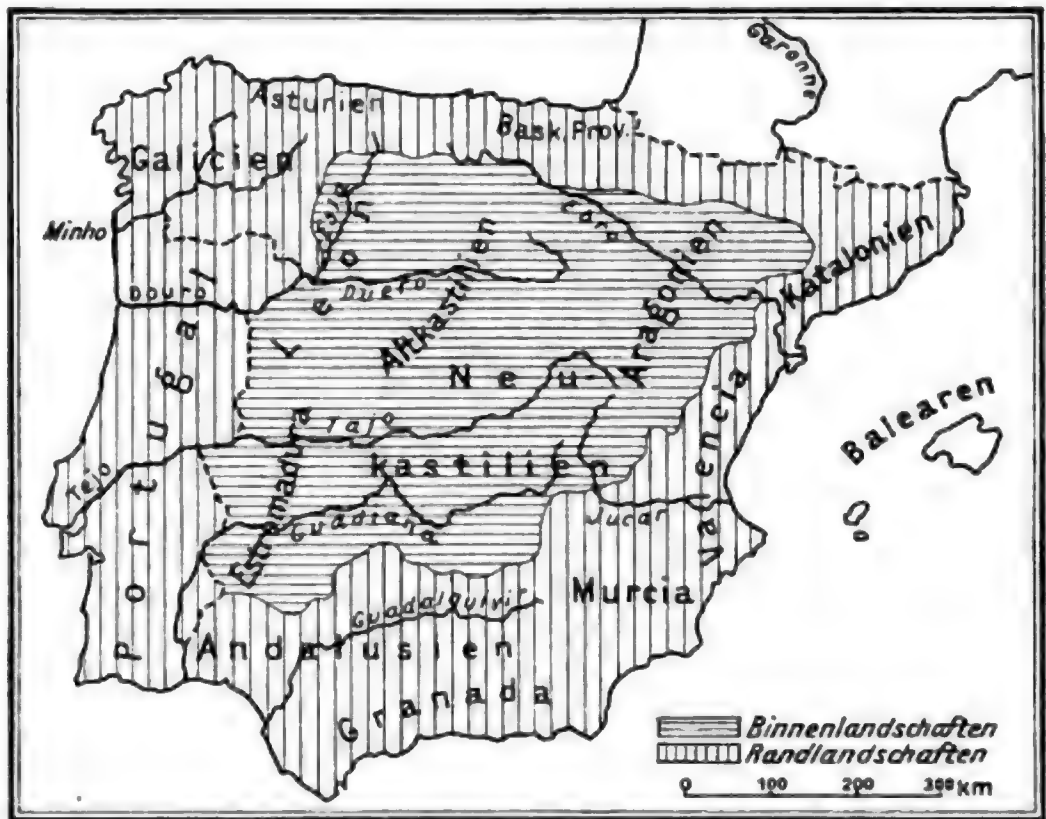 Garonne
Asturien
Bask. Prov.
Galicien
Minho
Esla
Ebro
Leon
Duero
Douro
Altkastilien
Aragonien
Katalonien
Portugal
Neu-
kastilien
Tajo
Tejo
Estremadura
Guadiana
Jucar
Valencia
Balearen
Murcia
Guadalquivir
Andalusien
Granada
Binnenlandschaften
Randlandschaften
0 100 200 300 km